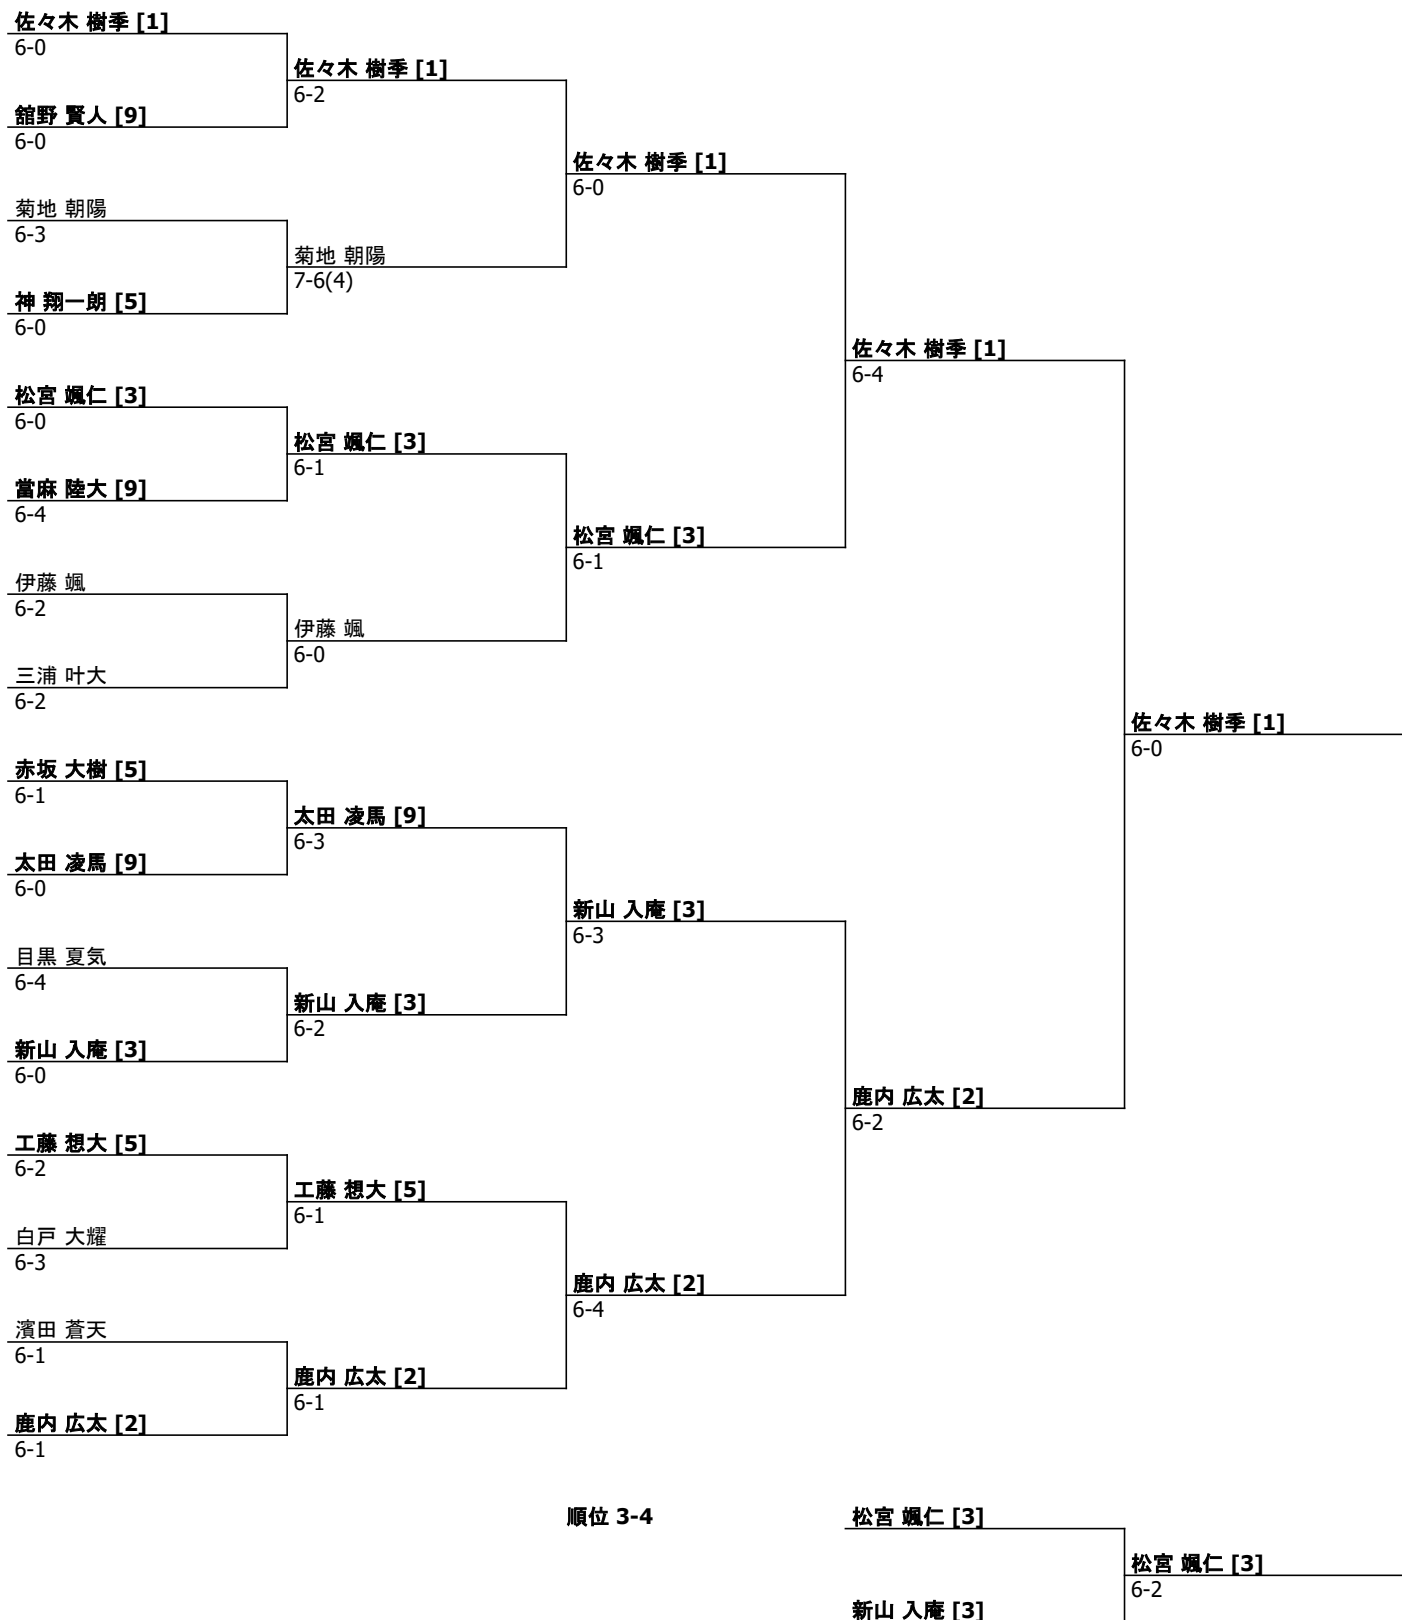 佐々木 樹季 [1]
6-0
佐々木 樹季 [1]
6-2
舘野 賢人 [9]
6-0
佐々木 樹季 [1]
6-0
菊地 朝陽
6-3
菊地 朝陽
7-6(4)
神 翔一朗 [5]
6-0
佐々木 樹季 [1]
6-4
松宮 颯仁 [3]
6-0
松宮 颯仁 [3]
6-1
當麻 陸大 [9]
6-4
松宮 颯仁 [3]
6-1
伊藤 颯
6-2
伊藤 颯
6-0
三浦 叶大
6-2
佐々木 樹季 [1]
6-0
赤坂 大樹 [5]
6-1
太田 凌馬 [9]
6-3
太田 凌馬 [9]
6-0
新山 入庵 [3]
6-3
目黒 夏気
6-4
新山 入庵 [3]
6-2
新山 入庵 [3]
6-0
鹿内 広太 [2]
6-2
工藤 想大 [5]
6-2
工藤 想大 [5]
6-1
白戸 大耀
6-3
鹿内 広太 [2]
6-4
濱田 蒼天
6-1
鹿内 広太 [2]
6-1
鹿内 広太 [2]
6-1
順位 3-4
松宮 颯仁 [3]
松宮 颯仁 [3]
6-2
新山 入庵 [3]